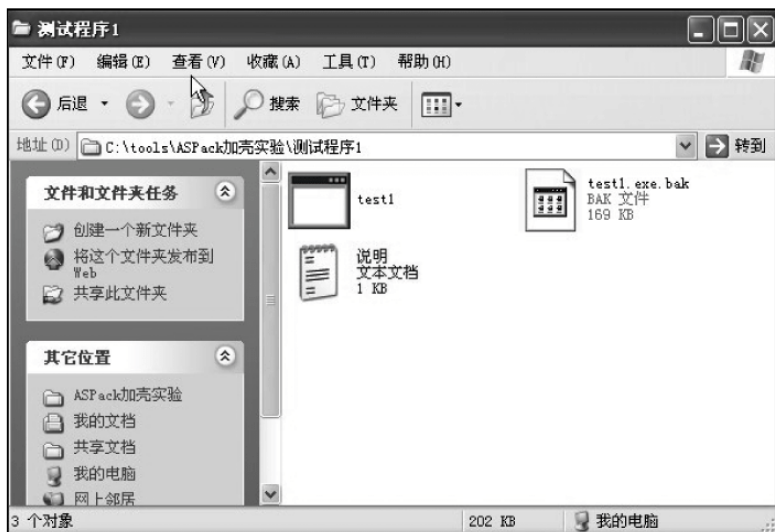 测试程序1
文件(F) 编辑(E) 查看(V) 收藏(A) 工具(T) 帮助(H)
后退 搜索 文件夹
地址(D) C:\tools\ASPack加壳实验\测试程序1 转到
文件和文件夹任务
创建一个新文件夹
将这个文件夹发布到
Web
共享此文件夹
其它位置
ASPack加壳实验
我的文档
共享文档
我的电脑
网上邻居
test1
test1.exe.bak
BAK 文件
169 KB
说明
文本文档
1 KB
3 个对象 202 KB 我的电脑